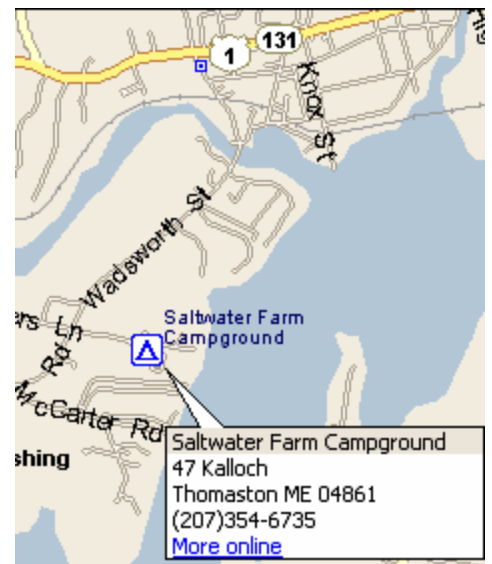 131
1
Knox St
Wadsworth St
Saltwater Farm
Campground
Ln
Rd
McCarter Rd
shing
Saltwater Farm Campground
47 Kalloch
Thomaston ME 04861
(207)354-6735
More online